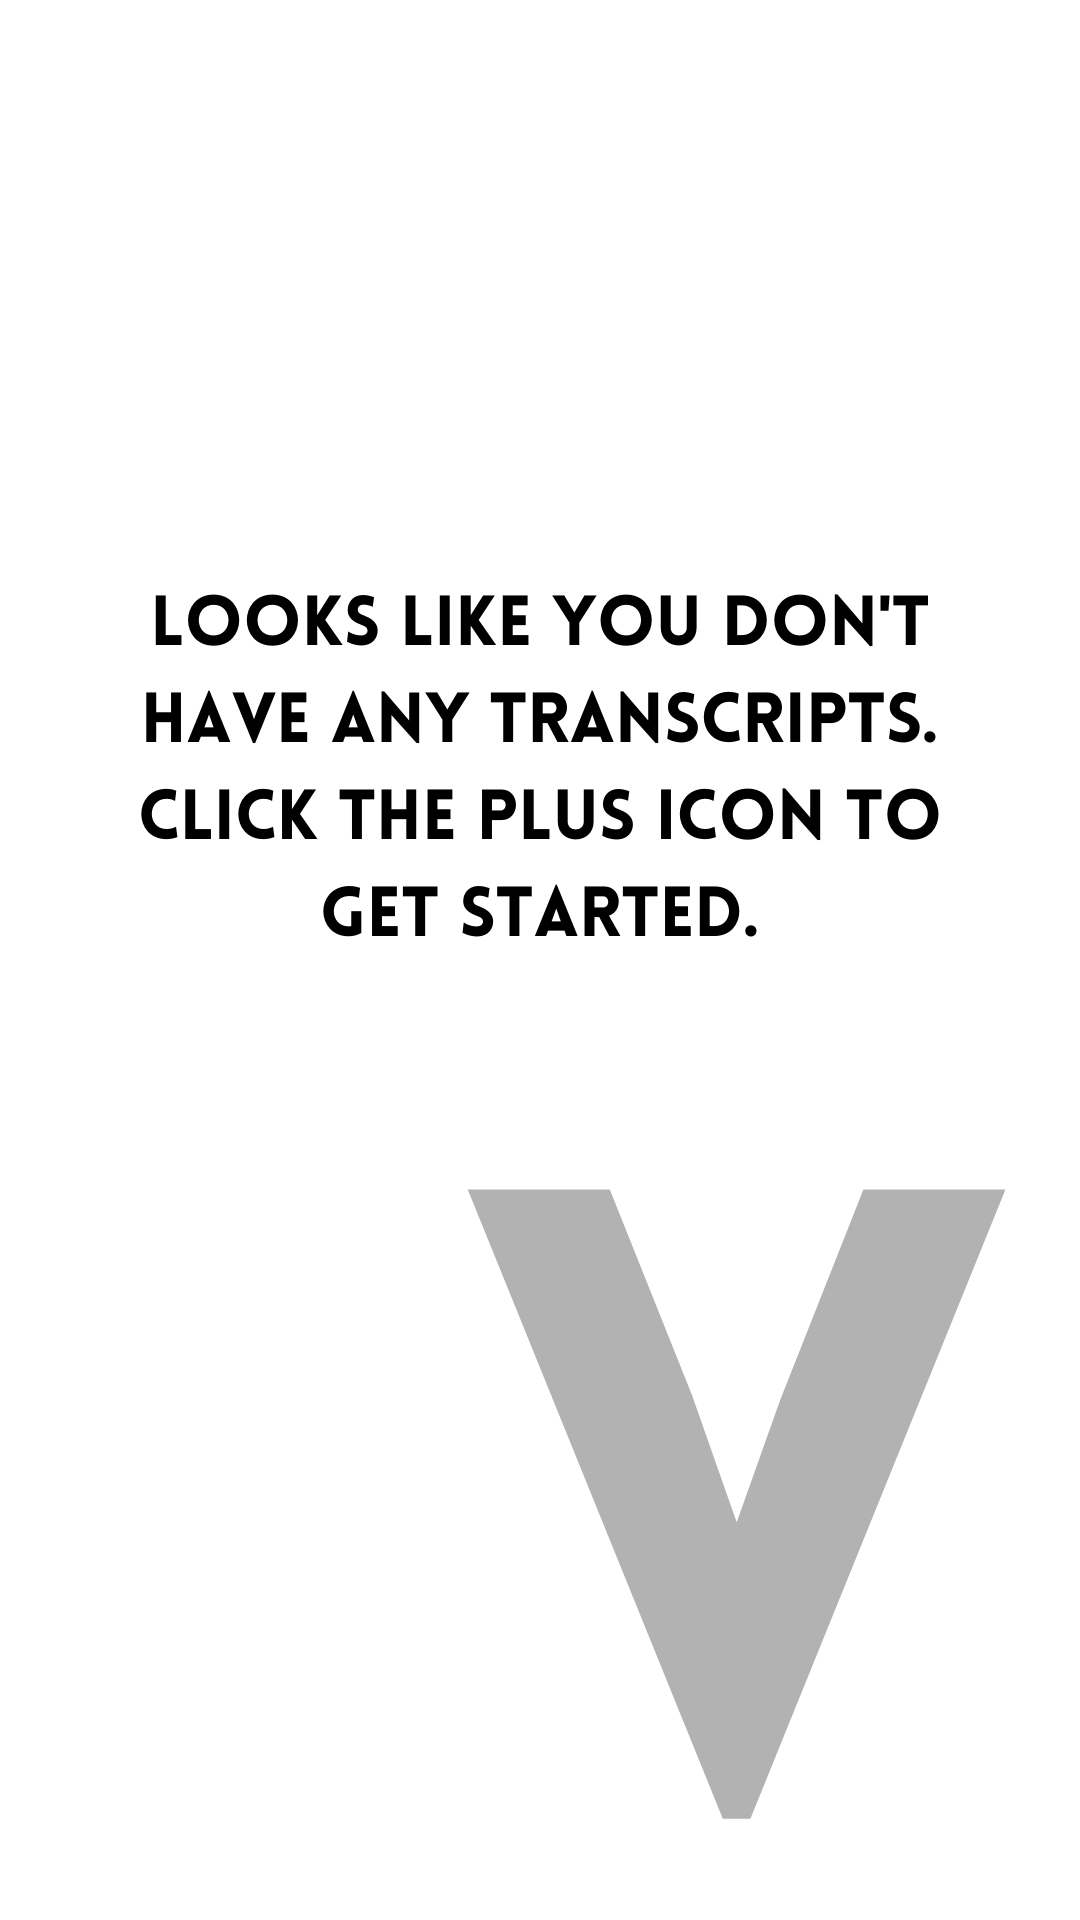 LOOKS LIKE YOU DON'T
HAVE ANY TRANSCRIPTS.
CLICK THE PLUS ICON TO
GET STARTED.
V